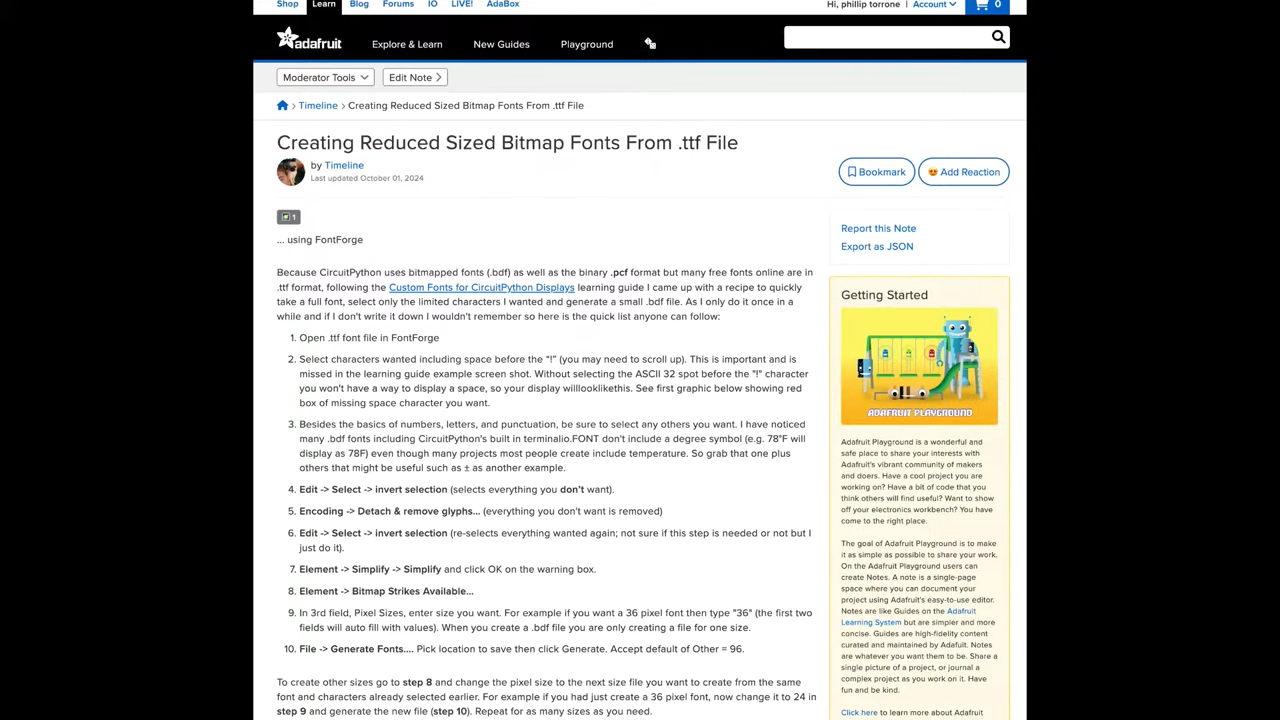 Shop Learn Blog Forums IO LIVE! AdaBox
Hi, phillip torrone | Account 0
adafruit Explore & Learn New Guides Playground
Moderator Tools Edit Note
Timeline > Creating Reduced Sized Bitmap Fonts From .ttf File
Creating Reduced Sized Bitmap Fonts From .ttf File
by Timeline
Last updated October 01, 2024
Bookmark
Add Reaction
1
... using FontForge
Because CircuitPython uses bitmapped fonts (.bdf) as well as the binary .pcf format but many free fonts online are in
.ttf format, following the Custom Fonts for CircuitPython Displays learning guide I came up with a recipe to quickly
take a full font, select only the limited characters I wanted and generate a small .bdf file. As I only do it once in a
while and if I don't write it down I wouldn't remember so here is the quick list anyone can follow:
1. Open .ttf font file in FontForge
2. Select characters wanted including space before the "!" (you may need to scroll up). This is important and is
missed in the learning guide example screen shot. Without selecting the ASCII 32 spot before the "!" character
you won't have a way to display a space, so your display willlooklikethis. See first graphic below showing red
box of missing space character you want.
3. Besides the basics of numbers, letters, and punctuation, be sure to select any others you want. I have noticed
many .bdf fonts including CircuitPython's built in terminalio.FONT don't include a degree symbol (e.g. 78°F will
display as 78F) even though many projects most people create include temperature. So grab that one plus
others that might be useful such as ± as another example.
4. Edit -> Select -> invert selection (selects everything you don't want).
5. Encoding -> Detach & remove glyphs... (everything you don't want is removed)
6. Edit -> Select -> invert selection (re-selects everything wanted again; not sure if this step is needed or not but I
just do it).
7. Element -> Simplify -> Simplify and click OK on the warning box.
8. Element -> Bitmap Strikes Available...
9. In 3rd field, Pixel Sizes, enter size you want. For example if you want a 36 pixel font then type "36" (the first two
fields will auto fill with values). When you create a .bdf file you are only creating a file for one size.
10. File -> Generate Fonts.... Pick location to save then click Generate. Accept default of Other = 96.
To create other sizes go to step 8 and change the pixel size to the next size file you want to create from the same
font and characters already selected earlier. For example if you had just create a 36 pixel font, now change it to 24 in
step 9 and generate the new file (step 10). Repeat for as many sizes as you need.
Report this Note
Export as JSON
Getting Started
ADAFRUIT PLAYGROUND
Adafruit Playground is a wonderful and
safe place to share your interests with
Adafruit's vibrant community of makers
and doers. Have a cool project you are
working on? Have a bit of code that you
think others will find useful? Want to show
off your electronics workbench? You have
come to the right place.
The goal of Adafruit Playground is to make
it as simple as possible to share your work.
On the Adafruit Playground users can
create Notes. A note is a single-page
space where you can document your
project using Adafruit's easy-to-use editor.
Notes are like Guides on the Adafruit
Learning System but are simpler and more
concise. Guides are high-fidelity content
curated and maintained by Adafuit. Notes
are whatever you want them to be. Share a
single picture of a project, or journal a
complex project as you work on it. Have
fun and be kind.
Click here to learn more about Adafruit